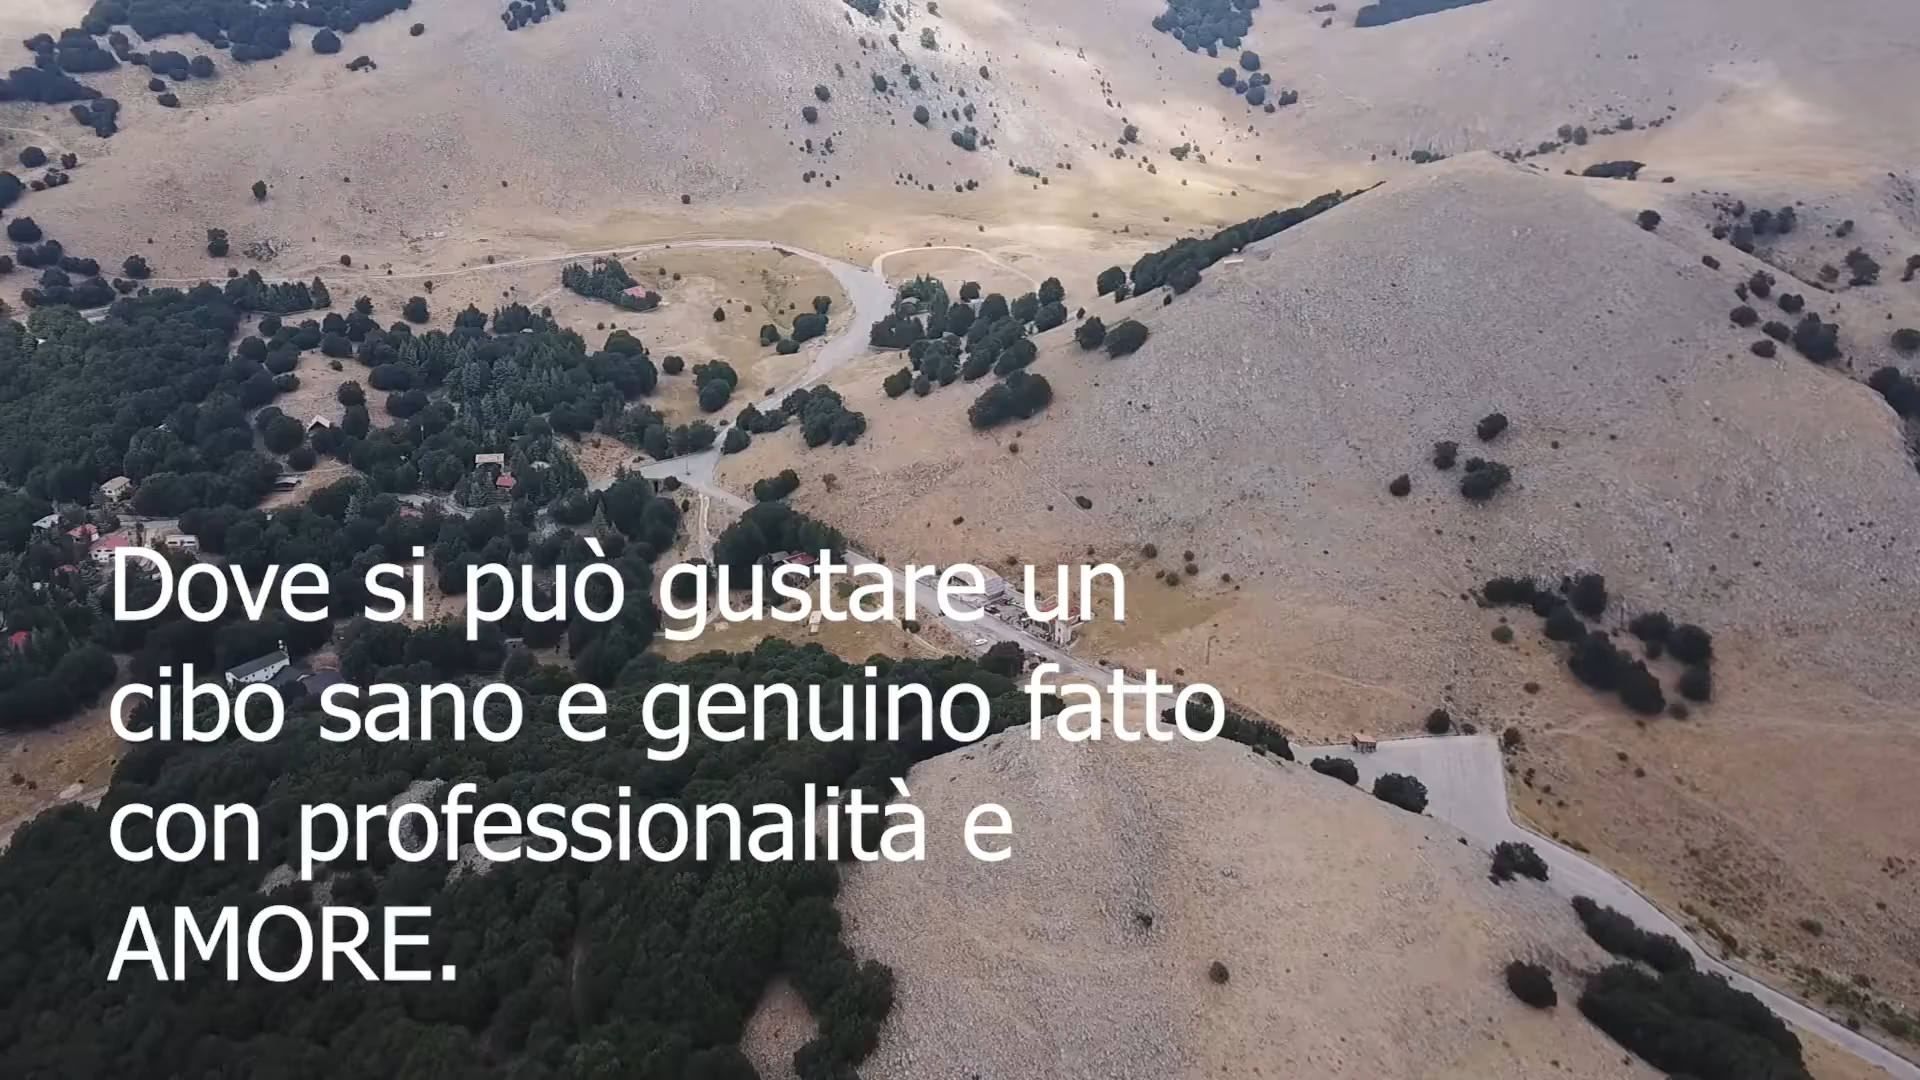 Dove si può gustare un
cibo sano e genuino fatto
con professionalità e
AMORE.